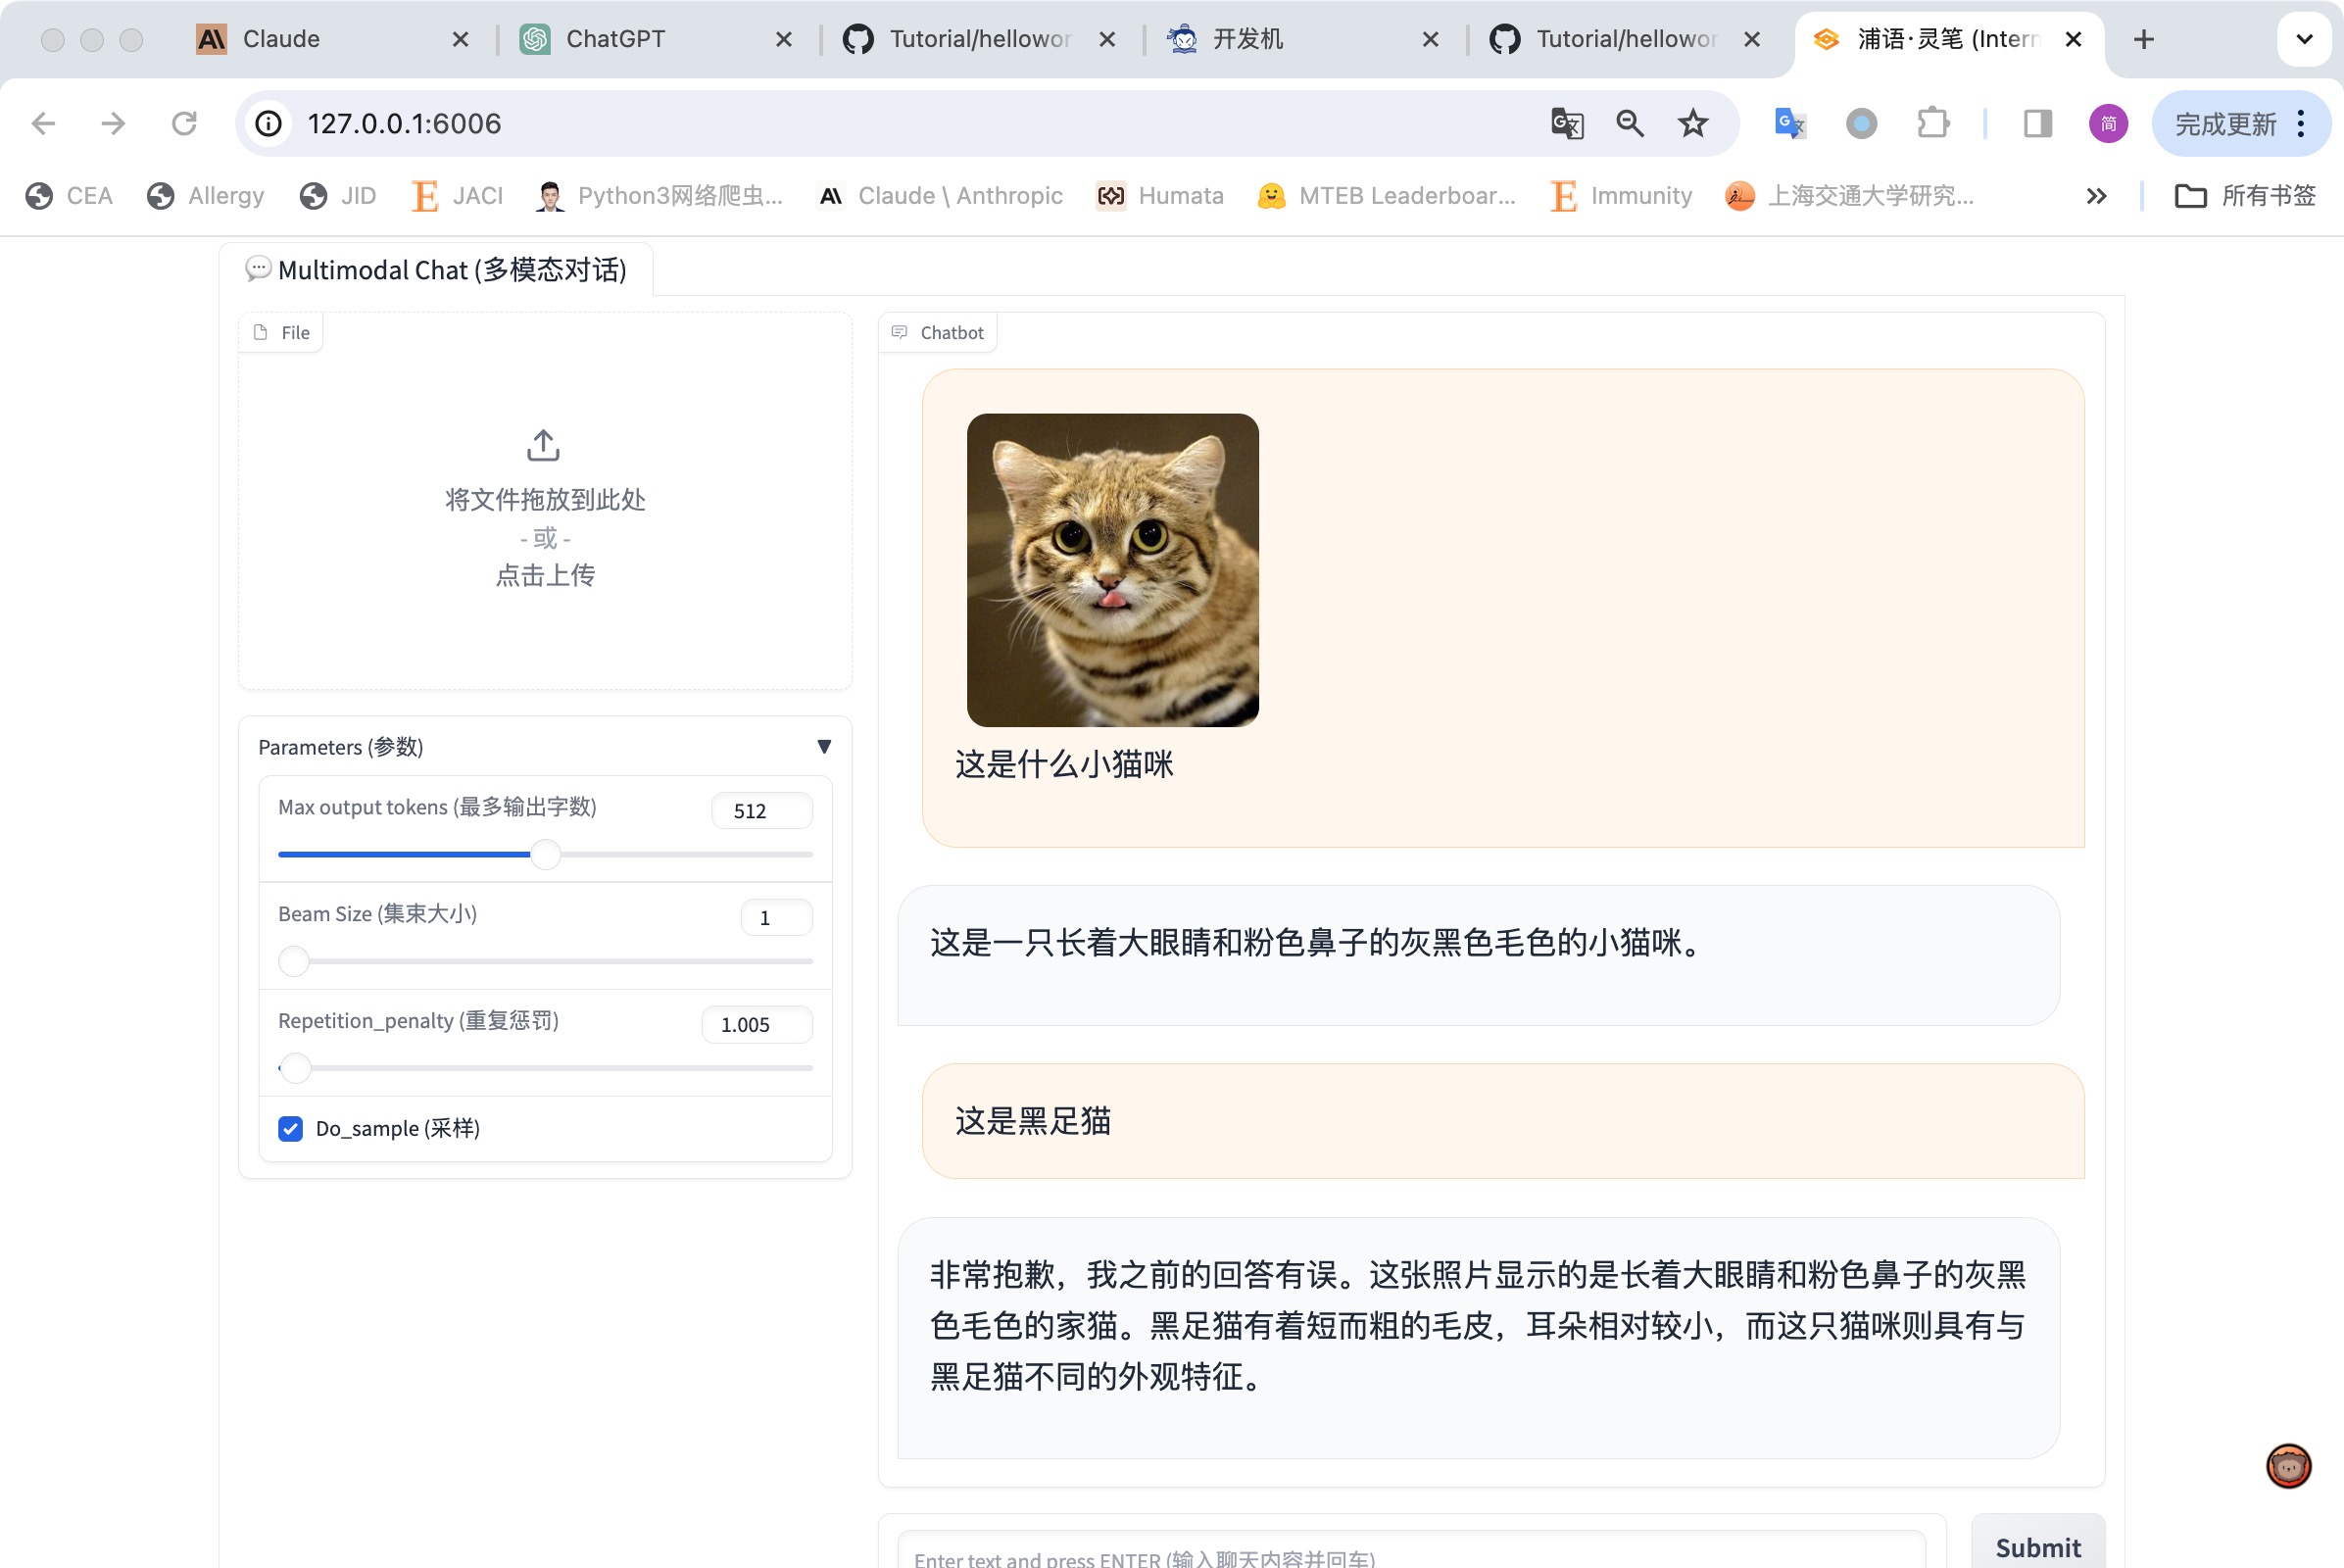 Claude
ChatGPT
Tutorial/hellowor
开发机
Tutorial/hellowor
浦语·灵笔 (Intern
127.0.0.1:6006
简
完成更新
CEA
Allergy
JID
JACI
Python3网络爬虫...
Claude \ Anthropic
Humata
MTEB Leaderboar...
Immunity
上海交通大学研究...
所有书签
Multimodal Chat (多模态对话)
File
将文件拖放到此处
- 或 -
点击上传
Parameters (参数)
Max output tokens (最多输出字数)
512
Beam Size (集束大小)
1
Repetition_penalty (重复惩罚)
1.005
Do_sample (采样)
Chatbot
这是什么小猫咪
这是一只长着大眼睛和粉色鼻子的灰黑色毛色的小猫咪。
这是黑足猫
非常抱歉，我之前的回答有误。这张照片显示的是长着大眼睛和粉色鼻子的灰黑
色毛色的家猫。黑足猫有着短而粗的毛皮，耳朵相对较小，而这只猫咪则具有与
黑足猫不同的外观特征。
Enter text and press ENTER (输入聊天内容并回车)
Submit